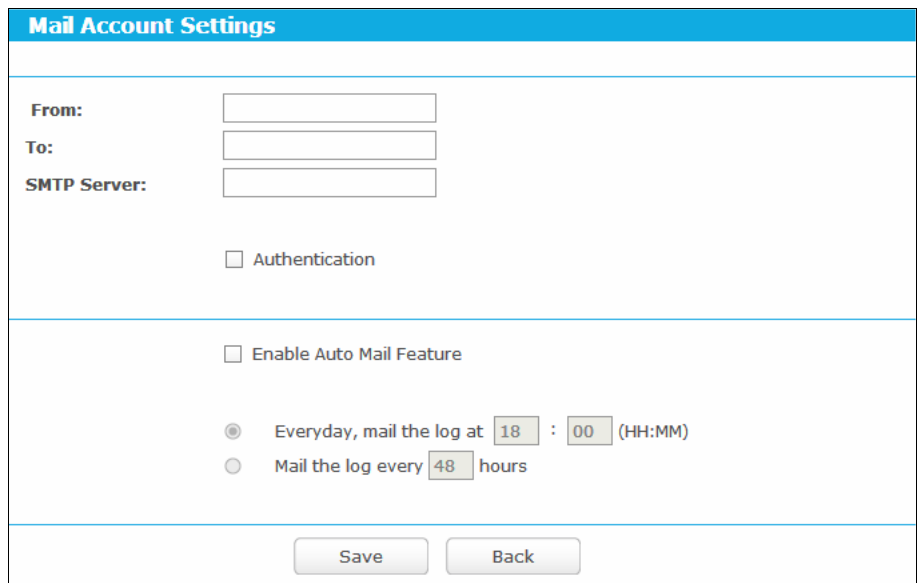 Mail Account Settings
From:
To:
SMTP Server:
Authentication
Enable Auto Mail Feature
Everyday, mail the log at 18 : 00 (HH:MM)
Mail the log every 48 hours
Save Back